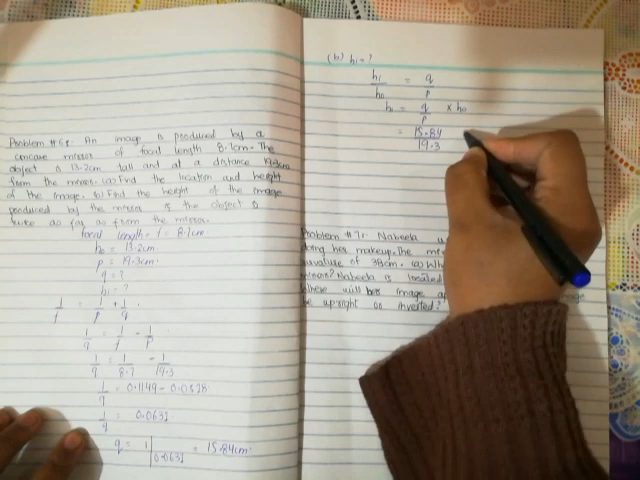 Problem #6: An image is produced by a
concave mirror of focal length 8.7cm. The
object is 13.2cm tall and at a distance 19.3cm
from the mirror. (a) Find the location and height
of the image. (b) Find the height of the image
produced by the mirror if the object is
twice as far as from the mirror.
focal length = f = 8.7cm
ho = 13.2cm
p = 19.3cm
q = ?
hi = ?
1/f = 1/p + 1/q
1/q = 1/f - 1/p
1/q = 1/8.7 - 1/19.3
1/q = 0.1149 - 0.0518
1/q = 0.0631
q = 1/0.0631 = 15.84cm
(b) hi = ?
hi/ho = q/p
hi = q/p × ho
= 15.84/19.3
Problem #7: Nabeela
doing her makeup. The
curvature of 38cm. (a)
mirror? Nabeela is located
Where will her image
be upright or inverted?